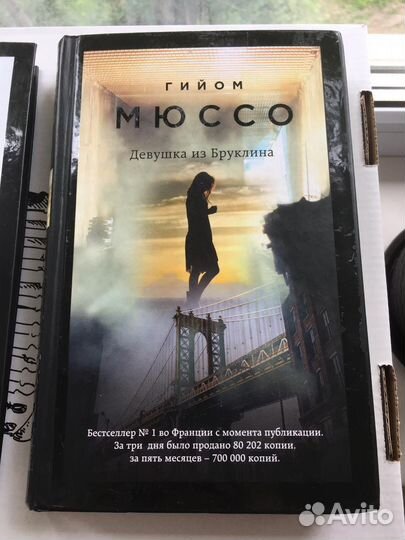 ГИЙОМ
МЮССО
Девушка из Бруклина
Бестселлер № 1 во Франции с момента публикации.
За три дня было продано 80 202 копии,
за пять месяцев – 700 000 копий.
Avito